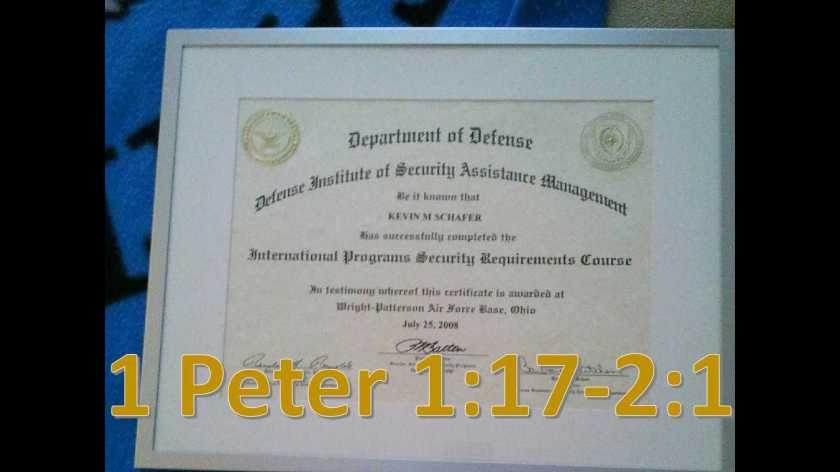 Department of Defense
Defense Institute of Security Assistance Management
Be it known that
KEVIN M SCHAFER
Has successfully completed the
International Programs Security Requirements Course
In testimony whereof this certificate is awarded at
Wright-Patterson Air Force Base, Ohio
July 25, 2008
1 Peter 1:17-2:1